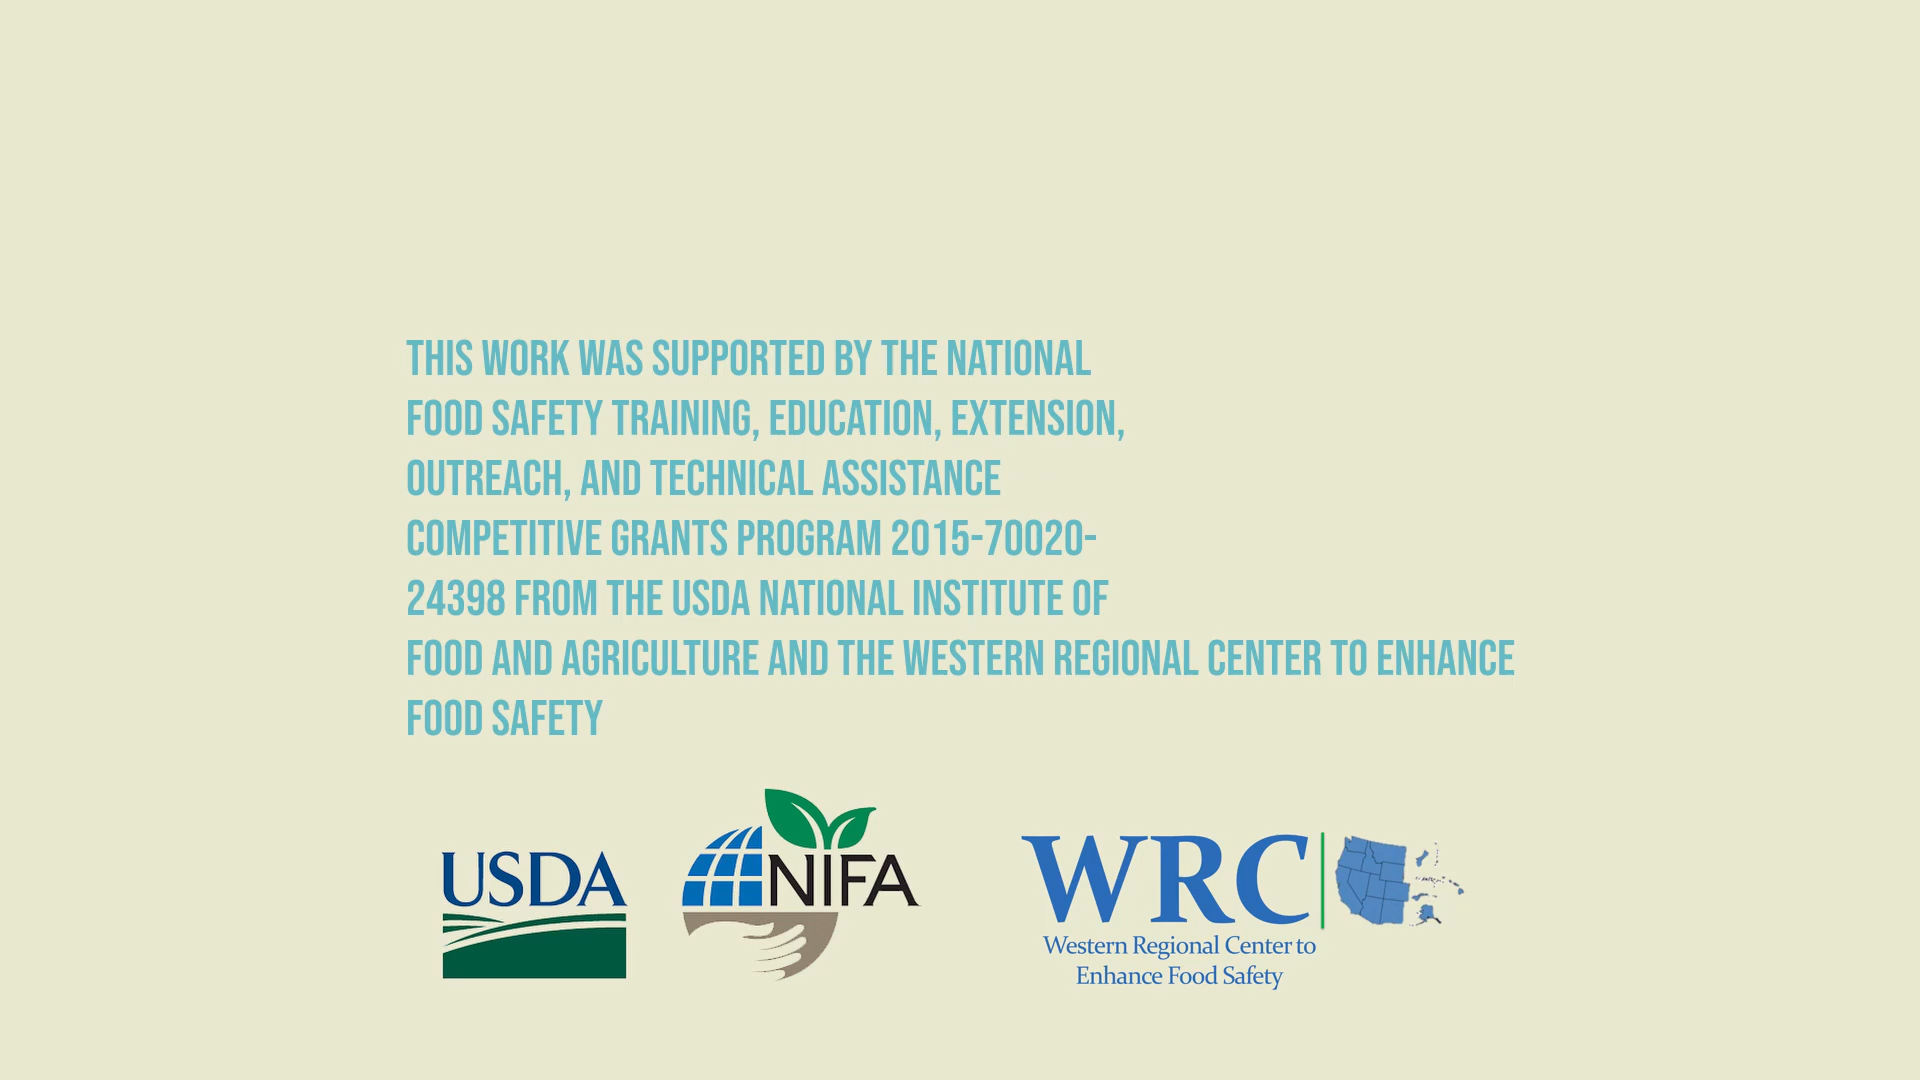 THIS WORK WAS SUPPORTED BY THE NATIONAL
FOOD SAFETY TRAINING, EDUCATION, EXTENSION,
OUTREACH, AND TECHNICAL ASSISTANCE
COMPETITIVE GRANTS PROGRAM 2015-70020-
24398 FROM THE USDA NATIONAL INSTITUTE OF
FOOD AND AGRICULTURE AND THE WESTERN REGIONAL CENTER TO ENHANCE
FOOD SAFETY
USDA
NIFA
WRC
Western Regional Center to
Enhance Food Safety